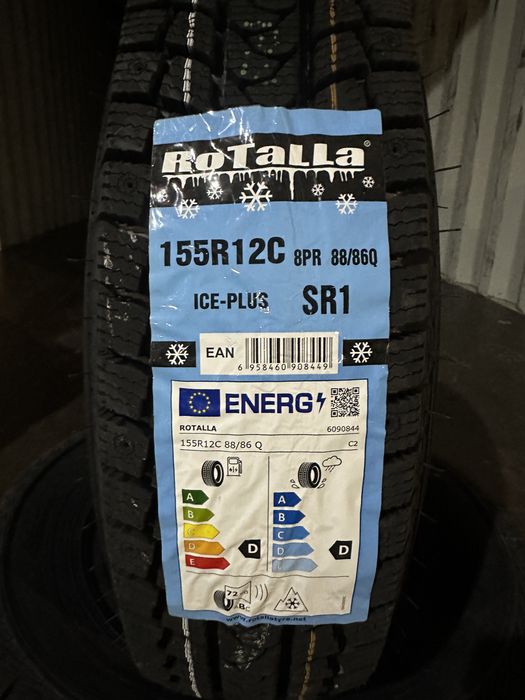 RoTaLLa®
155R12C 8PR 88/86Q
ICE-PLUS SR1
EAN
6 958460 908449
ENERG
ROTALLA 6090844
155R12C 88/86 Q C2
A A
B B
C C
D D D D
E
72
www.rotallatyre.net